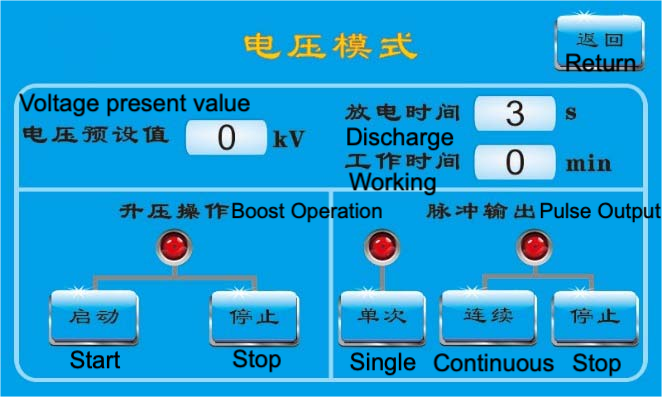 电压模式
返回
Return
Voltage present value
电压预设值 0 kV
放电时间 3 s
Discharge
工作时间 0 min
Working
升压操作Boost Operation
脉冲输出Pulse Output
启动 停止
单次 连续 停止
Start Stop
Single Continuous Stop